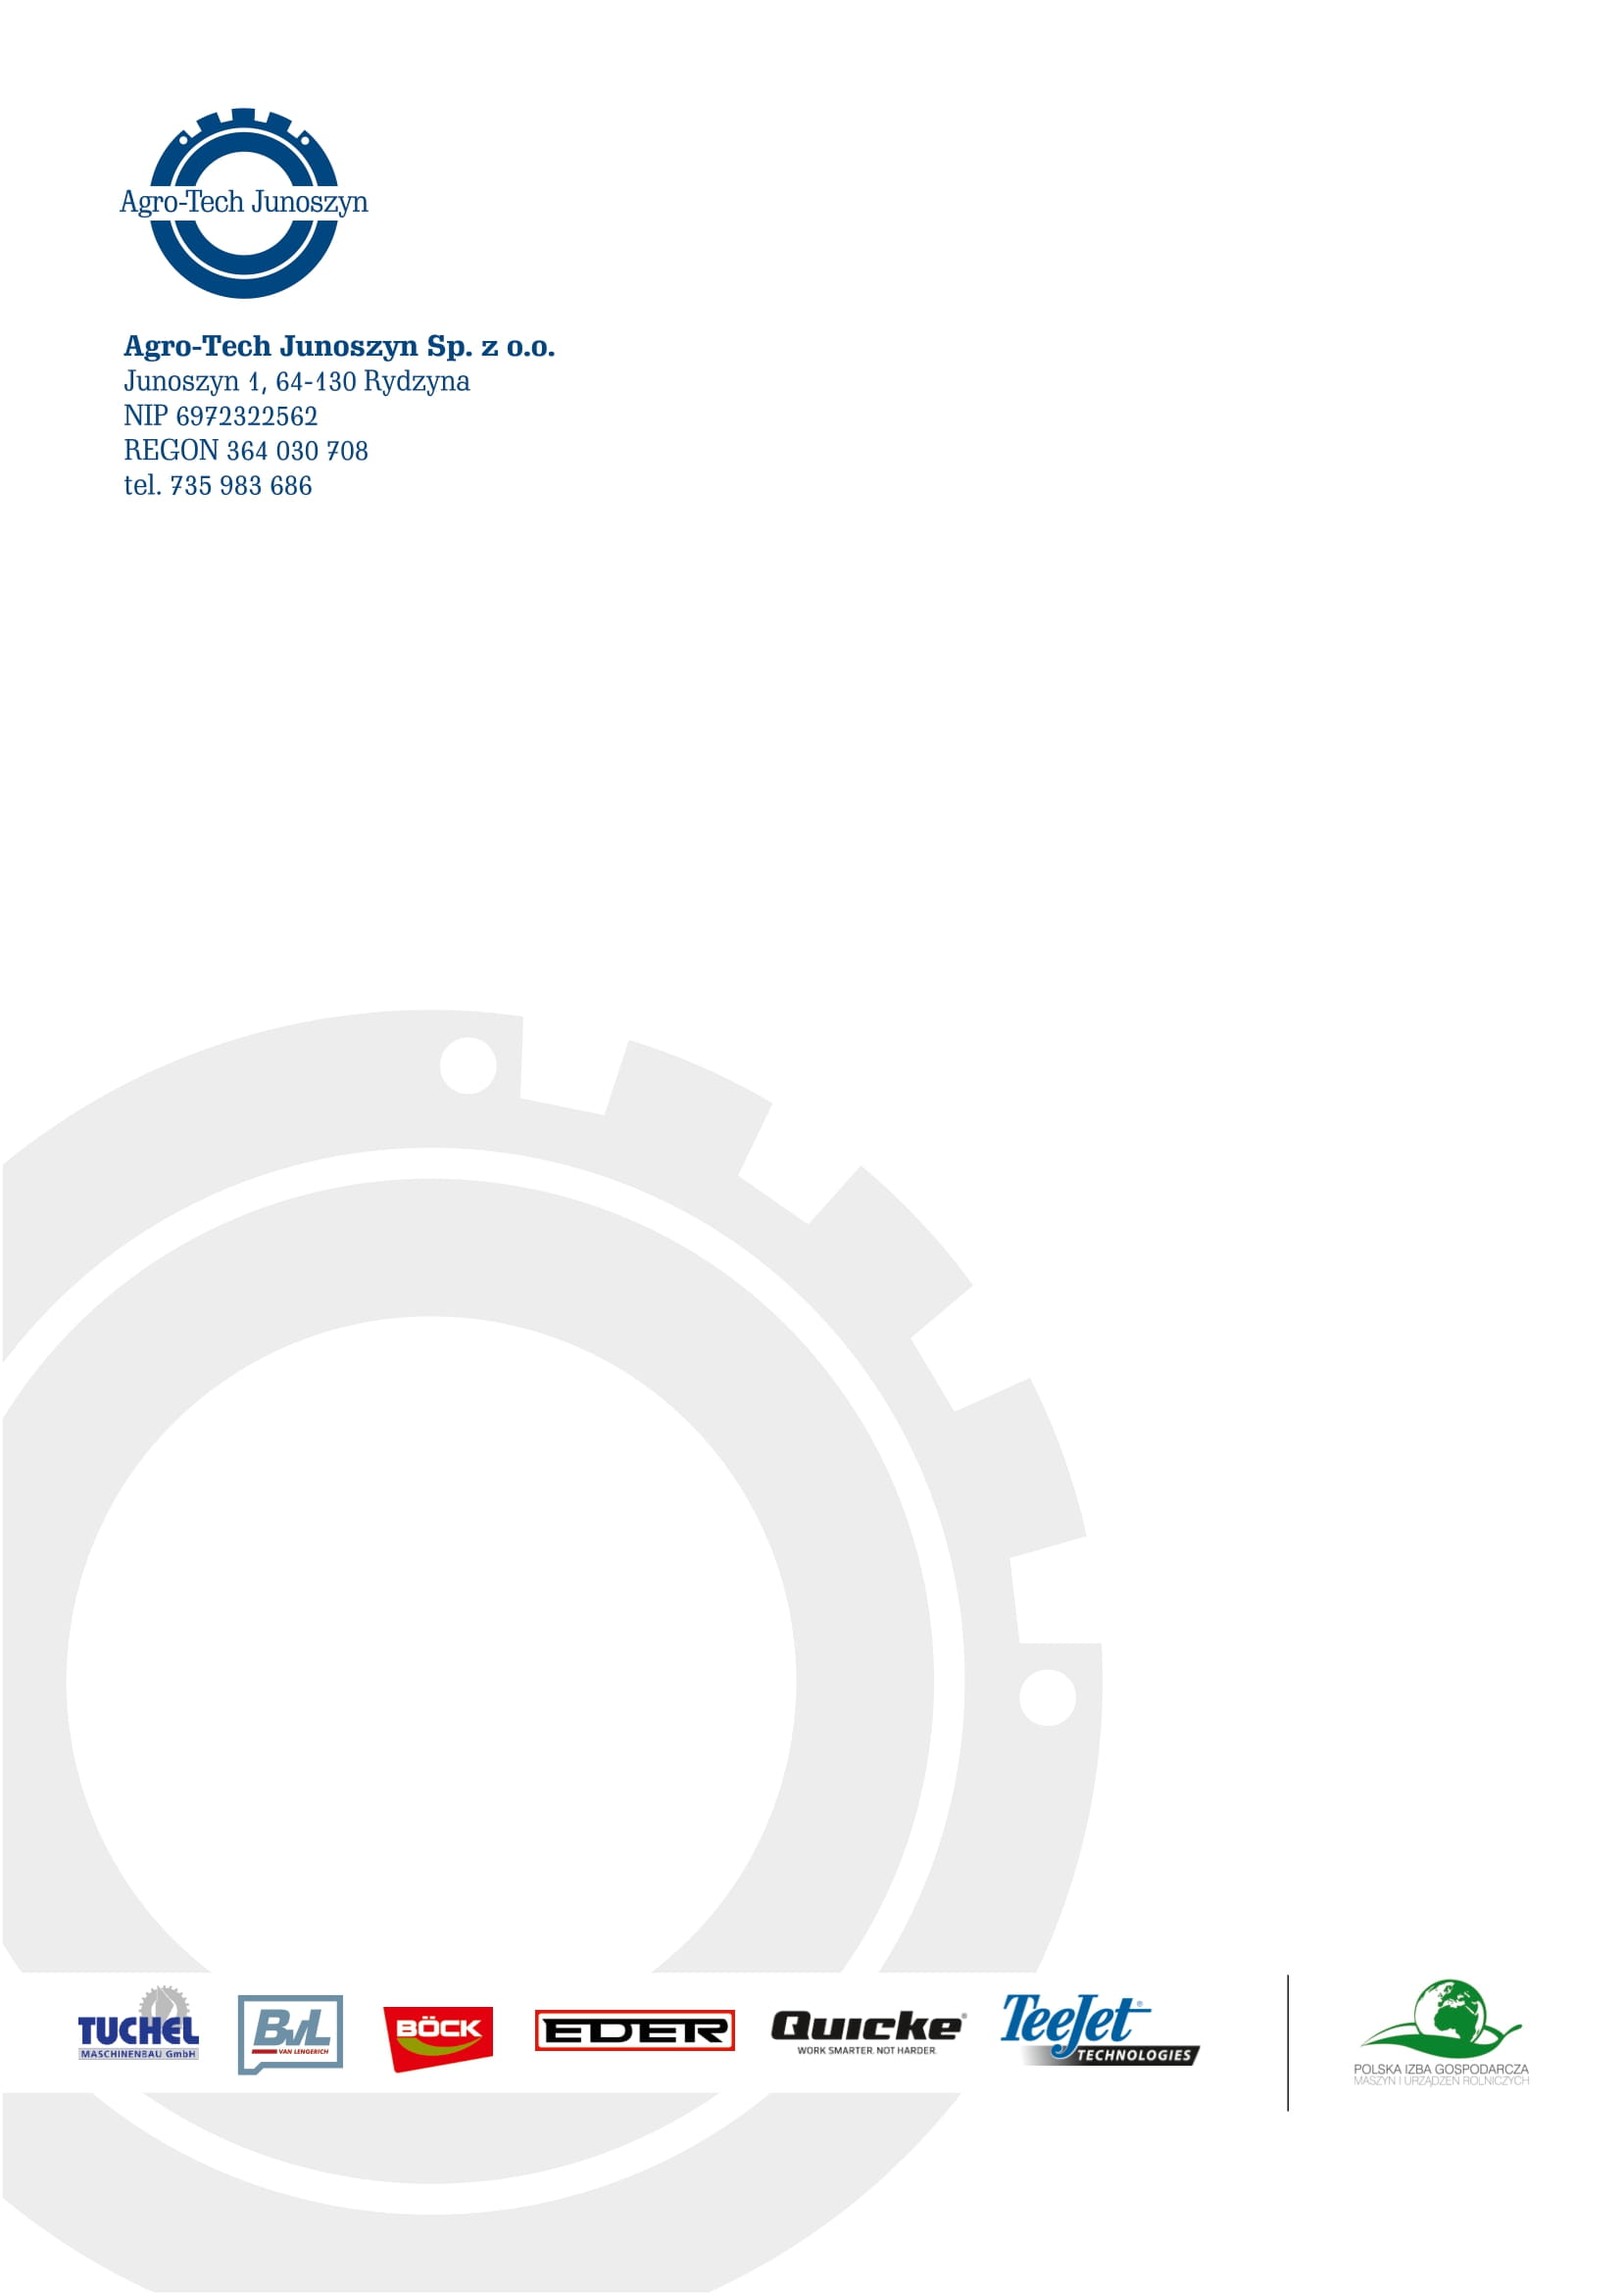 Agro-Tech Junoszyn
Agro-Tech Junoszyn Sp. z o.o.
Junoszyn 1, 64-130 Rydzyna
NIP 6972322562
REGON 364 030 708
tel. 735 983 686
TUCHEL
MASCHINENBAU GmbH
BvL
VAN LENGERICH
BÖCK
EDER
Quicke®
WORK SMARTER. NOT HARDER.
TeeJet®
TECHNOLOGIES
POLSKA IZBA GOSPODARCZA
MASZYN I URZĄDZEŃ ROLNICZYCH